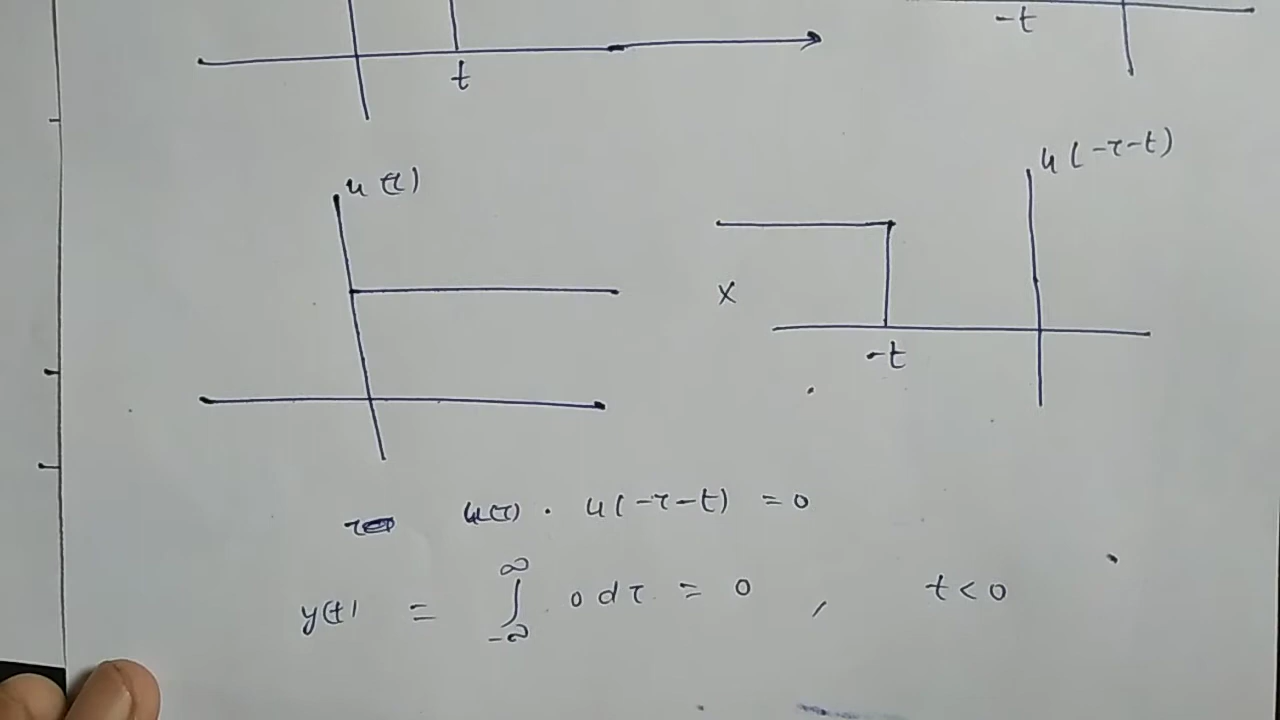 -t
t
u(τ)
u(-τ-t)
x
-t
u(τ) . u(-τ-t) = 0
y(t) = ∫_{-∞}^{∞} 0 dτ = 0 , t < 0